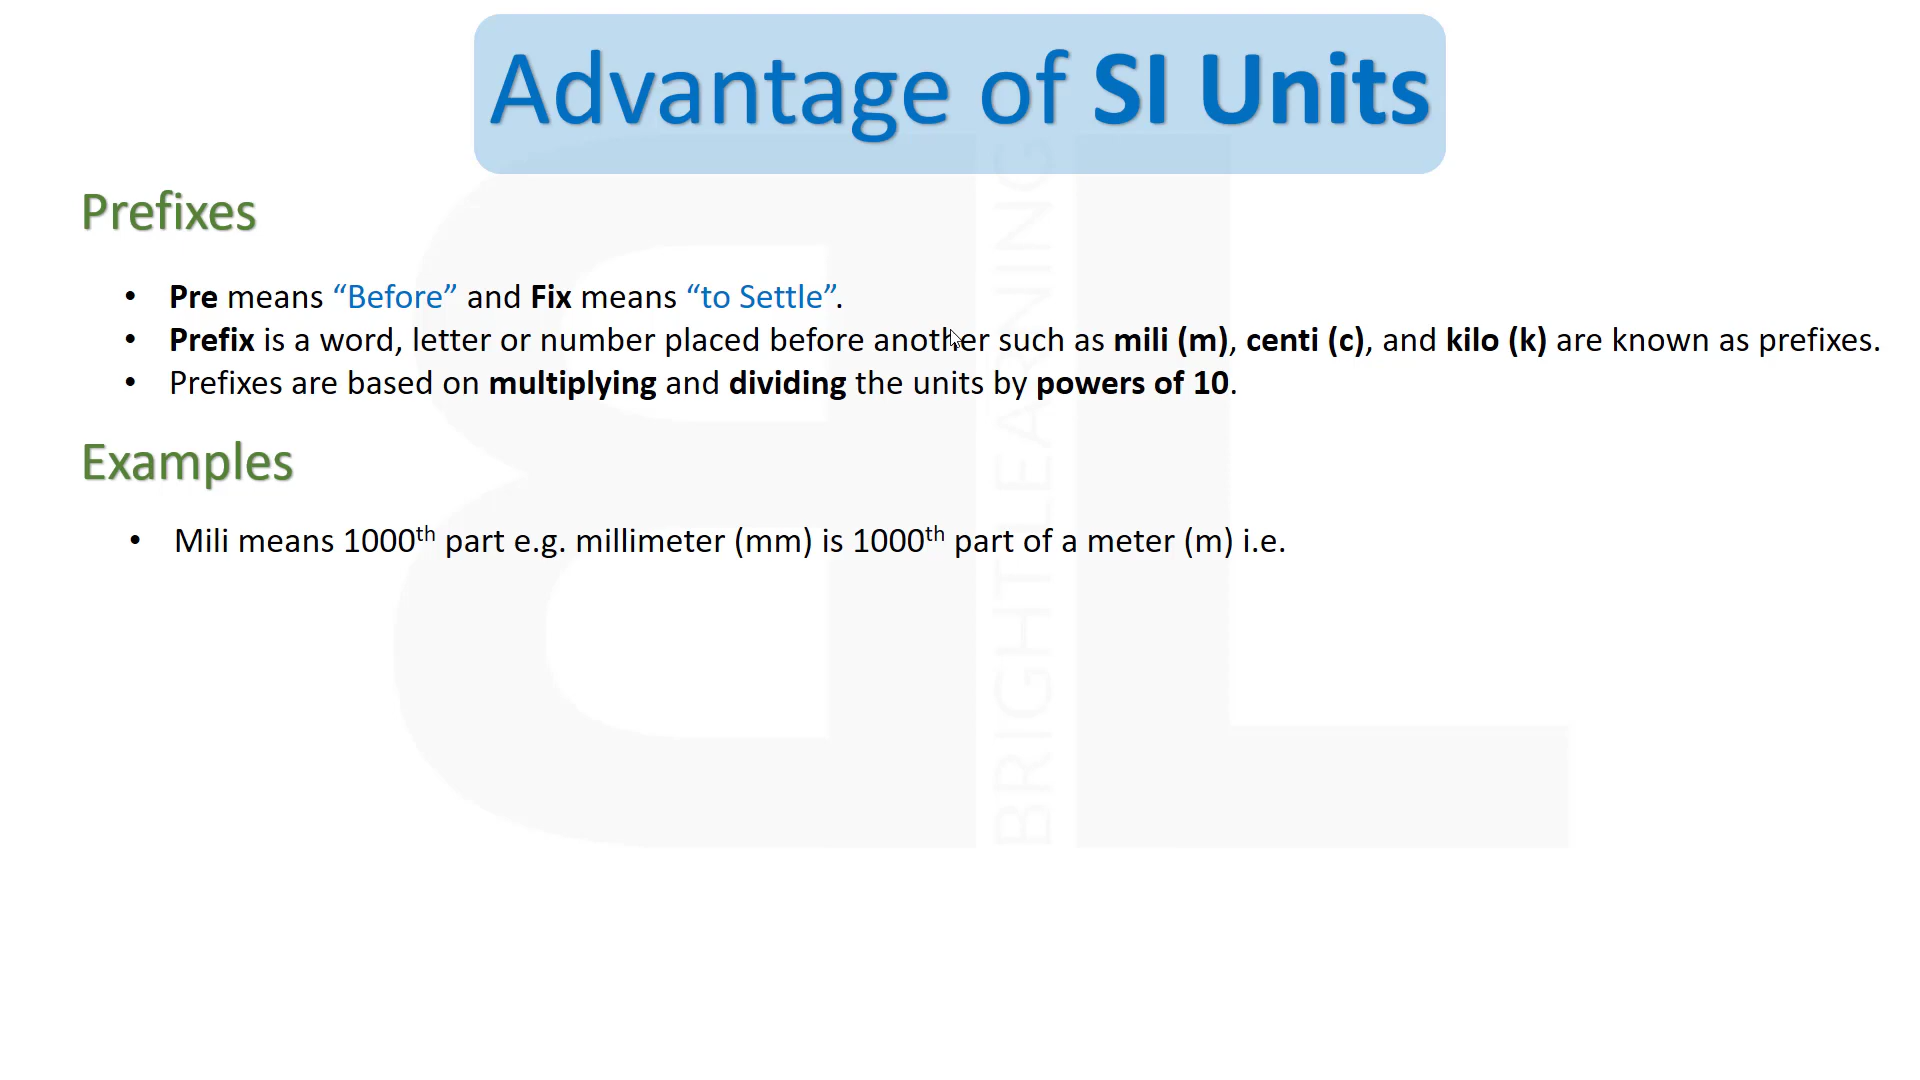 Advantage of SI Units
Prefixes
• Pre means “Before” and Fix means “to Settle”.
• Prefix is a word, letter or number placed before another such as mili (m), centi (c), and kilo (k) are known as prefixes.
• Prefixes are based on multiplying and dividing the units by powers of 10.
Examples
• Mili means 1000th part e.g. millimeter (mm) is 1000th part of a meter (m) i.e.
BRIGHTLEARNING
BL